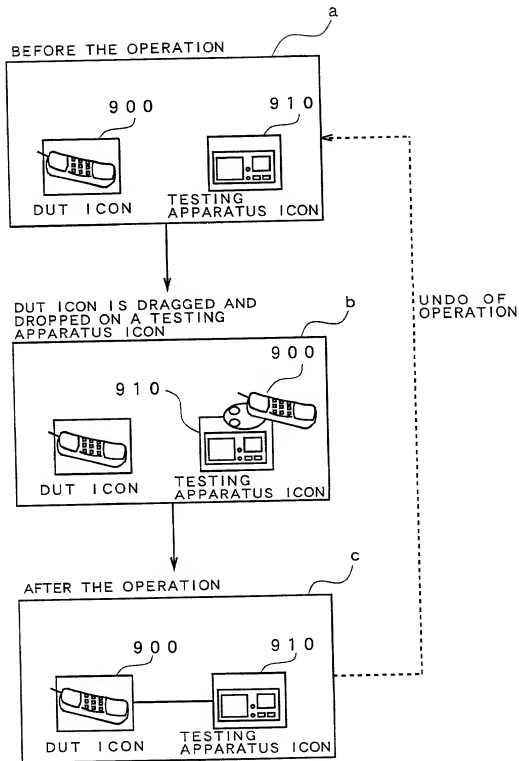 a
BEFORE THE OPERATION
900
910
DUT ICON
TESTING
APPARATUS ICON
UNDO OF
OPERATION
DUT ICON IS DRAGGED AND
DROPPED ON A TESTING
APPARATUS ICON
b
900
910
DUT ICON
TESTING
APPARATUS ICON
c
AFTER THE OPERATION
900
910
DUT ICON
TESTING
APPARATUS ICON